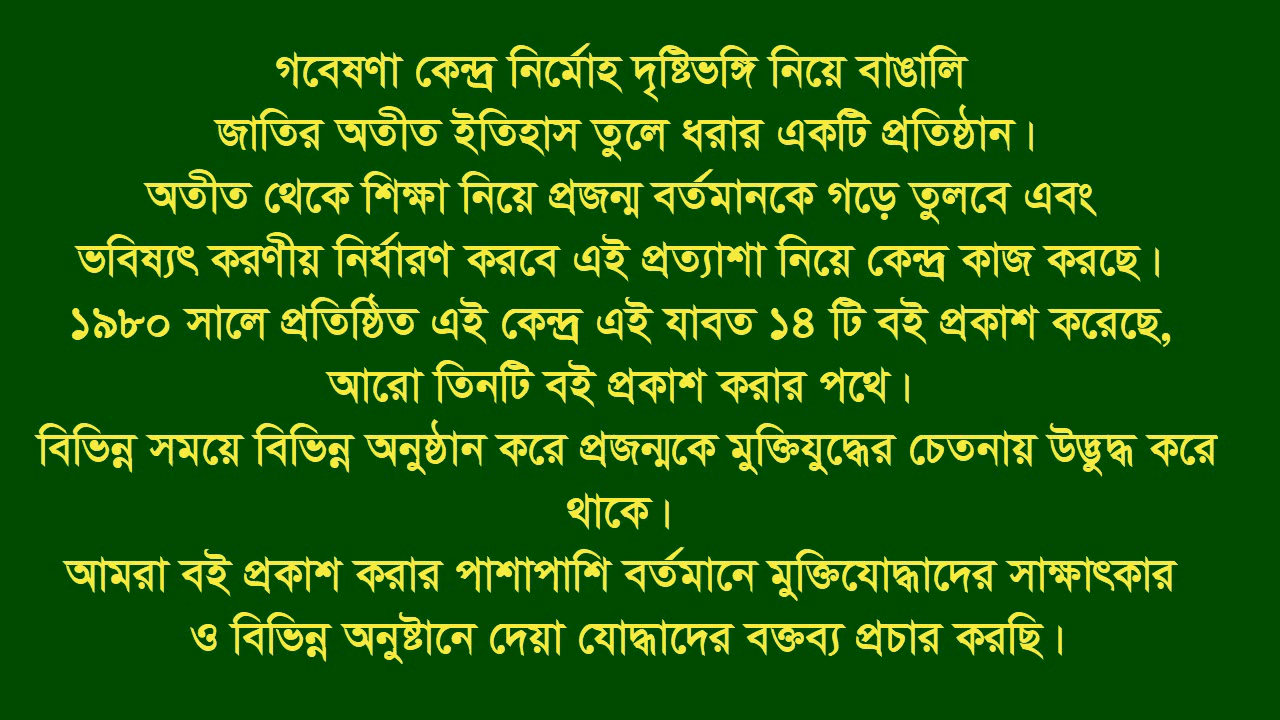 গবেষণা কেন্দ্র নির্মোহ দৃষ্টিভঙ্গি নিয়ে বাঙালি
জাতির অতীত ইতিহাস তুলে ধরার একটি প্রতিষ্ঠান।
অতীত থেকে শিক্ষা নিয়ে প্রজন্ম বর্তমানকে গড়ে তুলবে এবং
ভবিষ্যৎ করণীয় নির্ধারণ করবে এই প্রত্যাশা নিয়ে কেন্দ্র কাজ করছে।
১৯৮০ সালে প্রতিষ্ঠিত এই কেন্দ্র এই যাবত ১৪ টি বই প্রকাশ করেছে,
আরো তিনটি বই প্রকাশ করার পথে।
বিভিন্ন সময়ে বিভিন্ন অনুষ্ঠান করে প্রজন্মকে মুক্তিযুদ্ধের চেতনায় উদ্ভুদ্ধ করে
থাকে।
আমরা বই প্রকাশ করার পাশাপাশি বর্তমানে মুক্তিযোদ্ধাদের সাক্ষাৎকার
ও বিভিন্ন অনুষ্টানে দেয়া যোদ্ধাদের বক্তব্য প্রচার করছি।